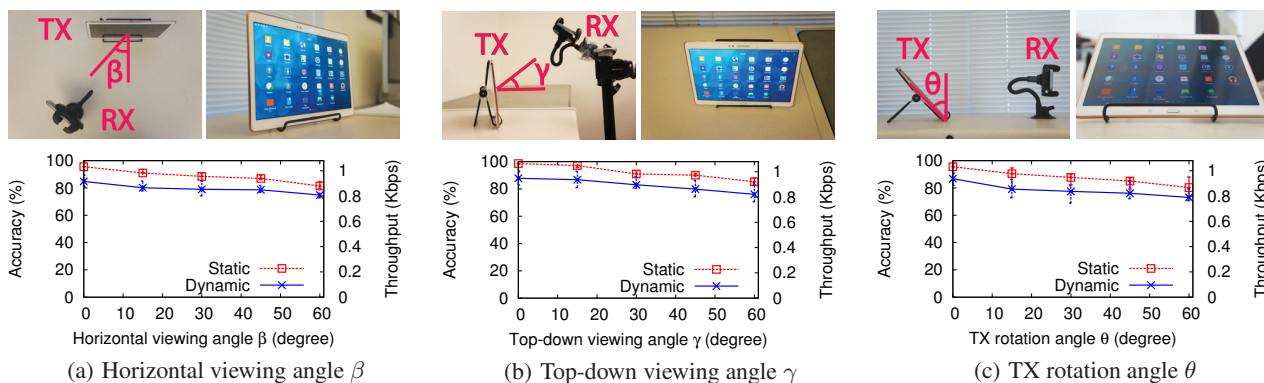 TX
β
RX
TX
RX
γ
TX
RX
θ
100
80
60
40
20
0
Accuracy (%)
1
0.8
0.6
0.4
0.2
0
Throughput (Kbps)
Static
Dynamic
0 10 20 30 40 50 60
Horizontal viewing angle β (degree)
(a) Horizontal viewing angle β
100
80
60
40
20
0
Accuracy (%)
1
0.8
0.6
0.4
0.2
0
Throughput (Kbps)
Static
Dynamic
0 10 20 30 40 50 60
Top-down viewing angle γ (degree)
(b) Top-down viewing angle γ
100
80
60
40
20
0
Accuracy (%)
1
0.8
0.6
0.4
0.2
0
Throughput (Kbps)
Static
Dynamic
0 10 20 30 40 50 60
TX rotation angle θ (degree)
(c) TX rotation angle θ